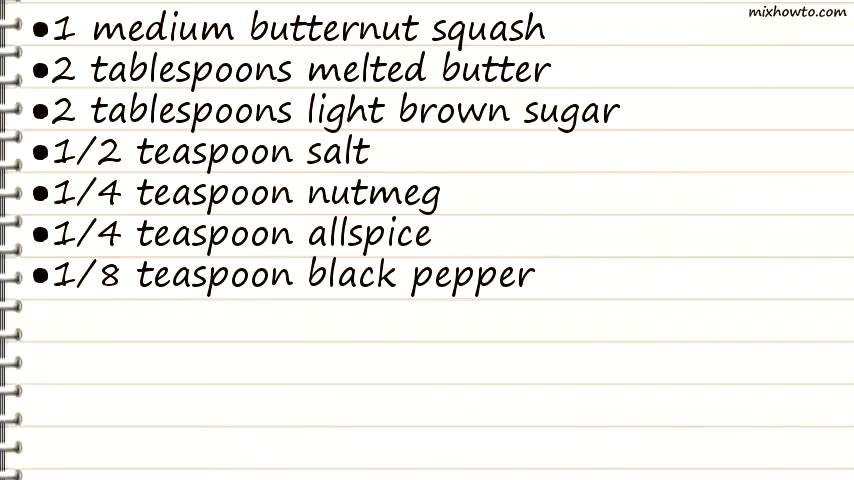 mixhowto.com
•1 medium butternut squash
•2 tablespoons melted butter
•2 tablespoons light brown sugar
•1/2 teaspoon salt
•1/4 teaspoon nutmeg
•1/4 teaspoon allspice
•1/8 teaspoon black pepper